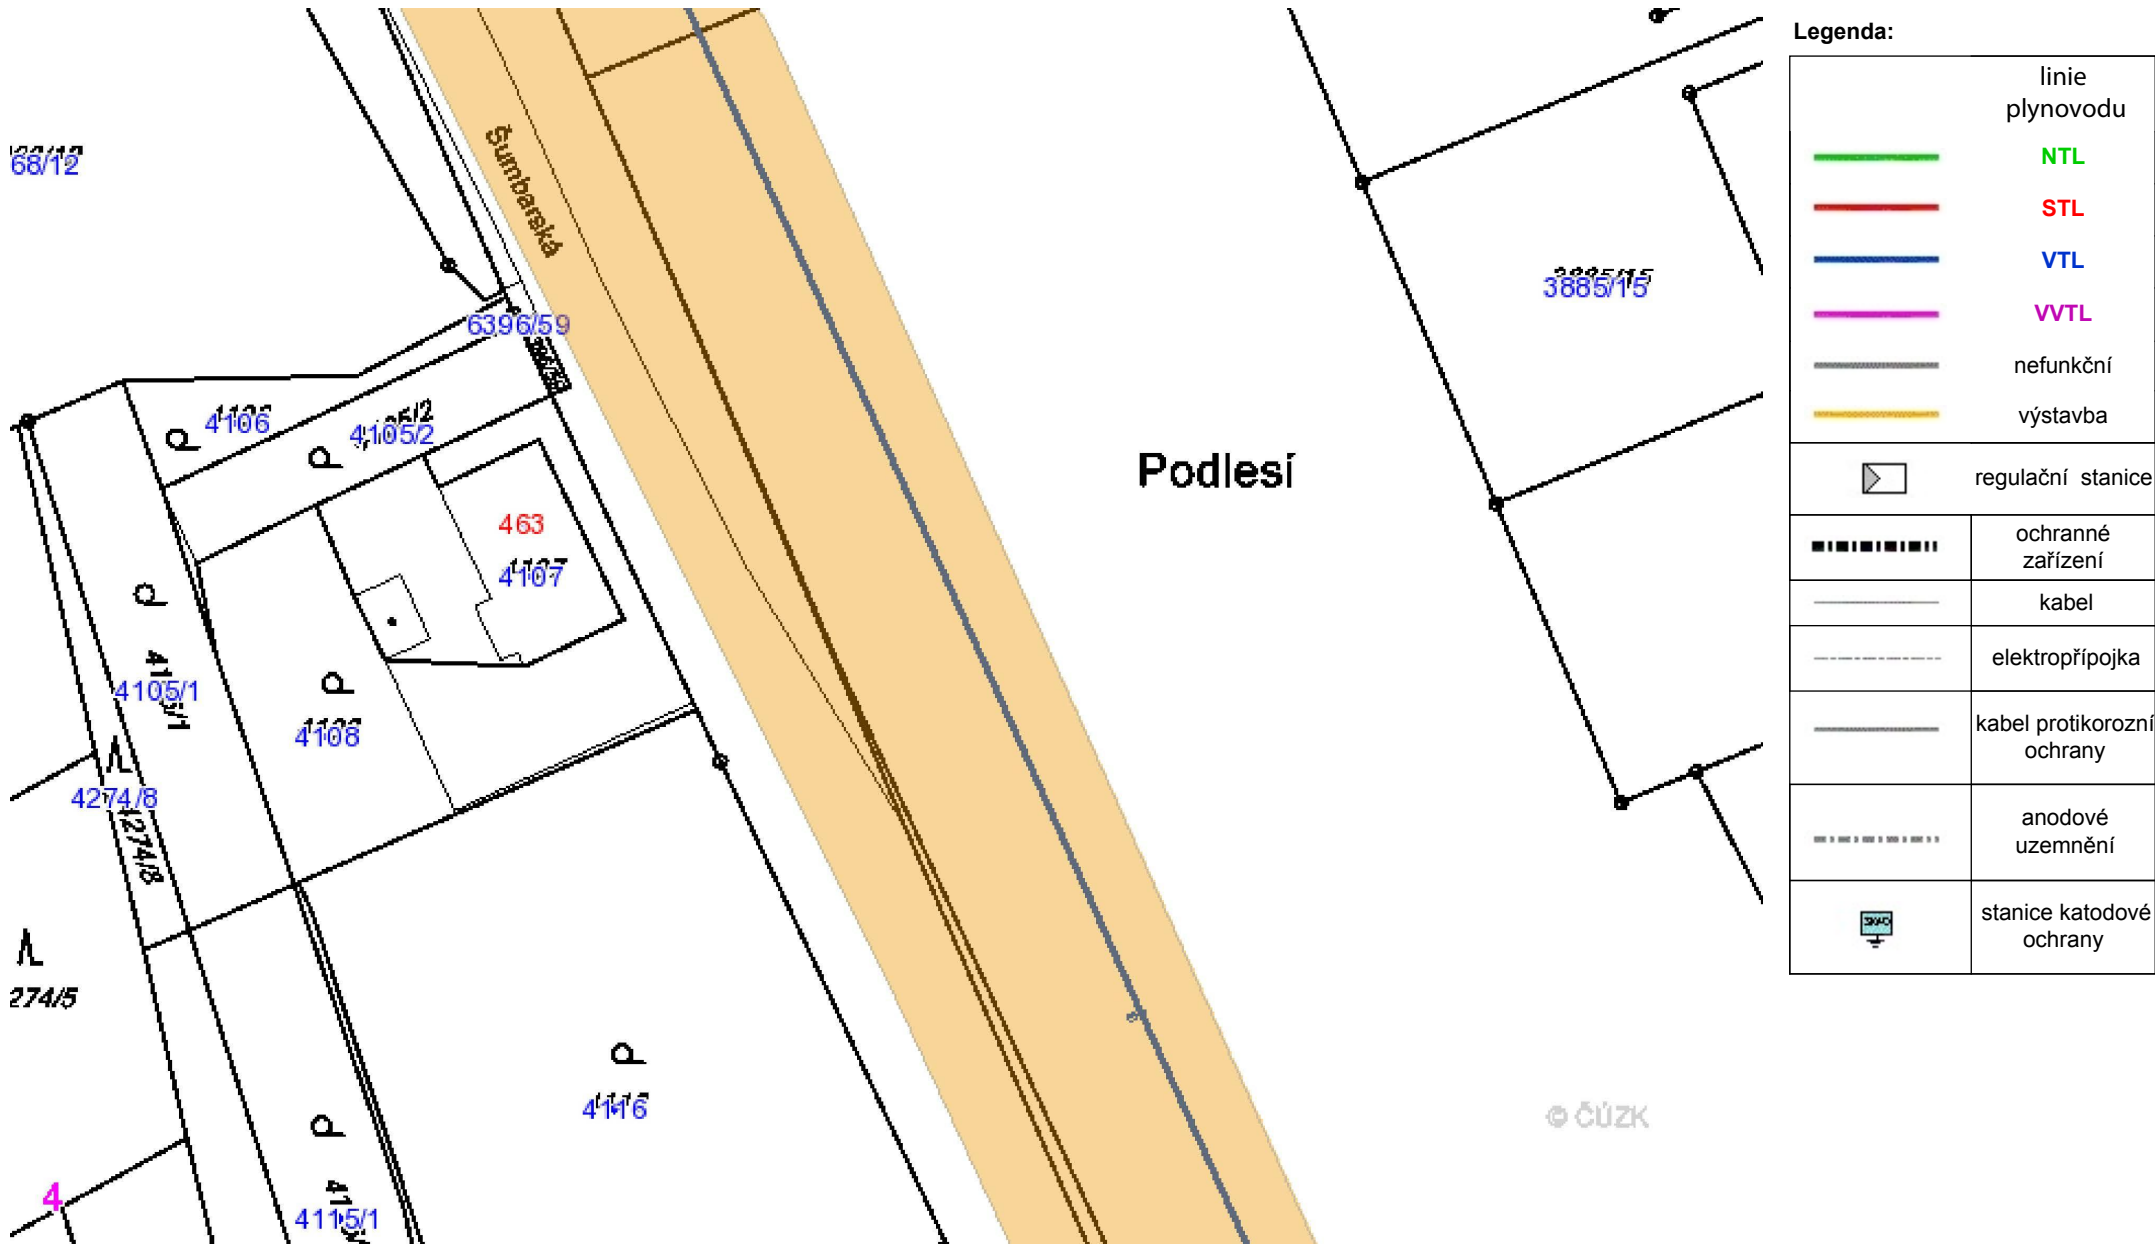 Legenda:
linie
plynovodu
NTL
STL
VTL
VVTL
nefunkční
výstavba
regulační stanice
ochranné
zařízení
kabel
elektropřípojka
kabel protikorozní
ochrany
anodové
uzemnění
stanice katodové
ochrany
Šumbarská
68/12
3885/15
6396/59
4106
4105/2
463
4107
Podlesí
4105/1
4108
4274/8
4274/8
274/5
4116
4
4115/1
© ČÚZK